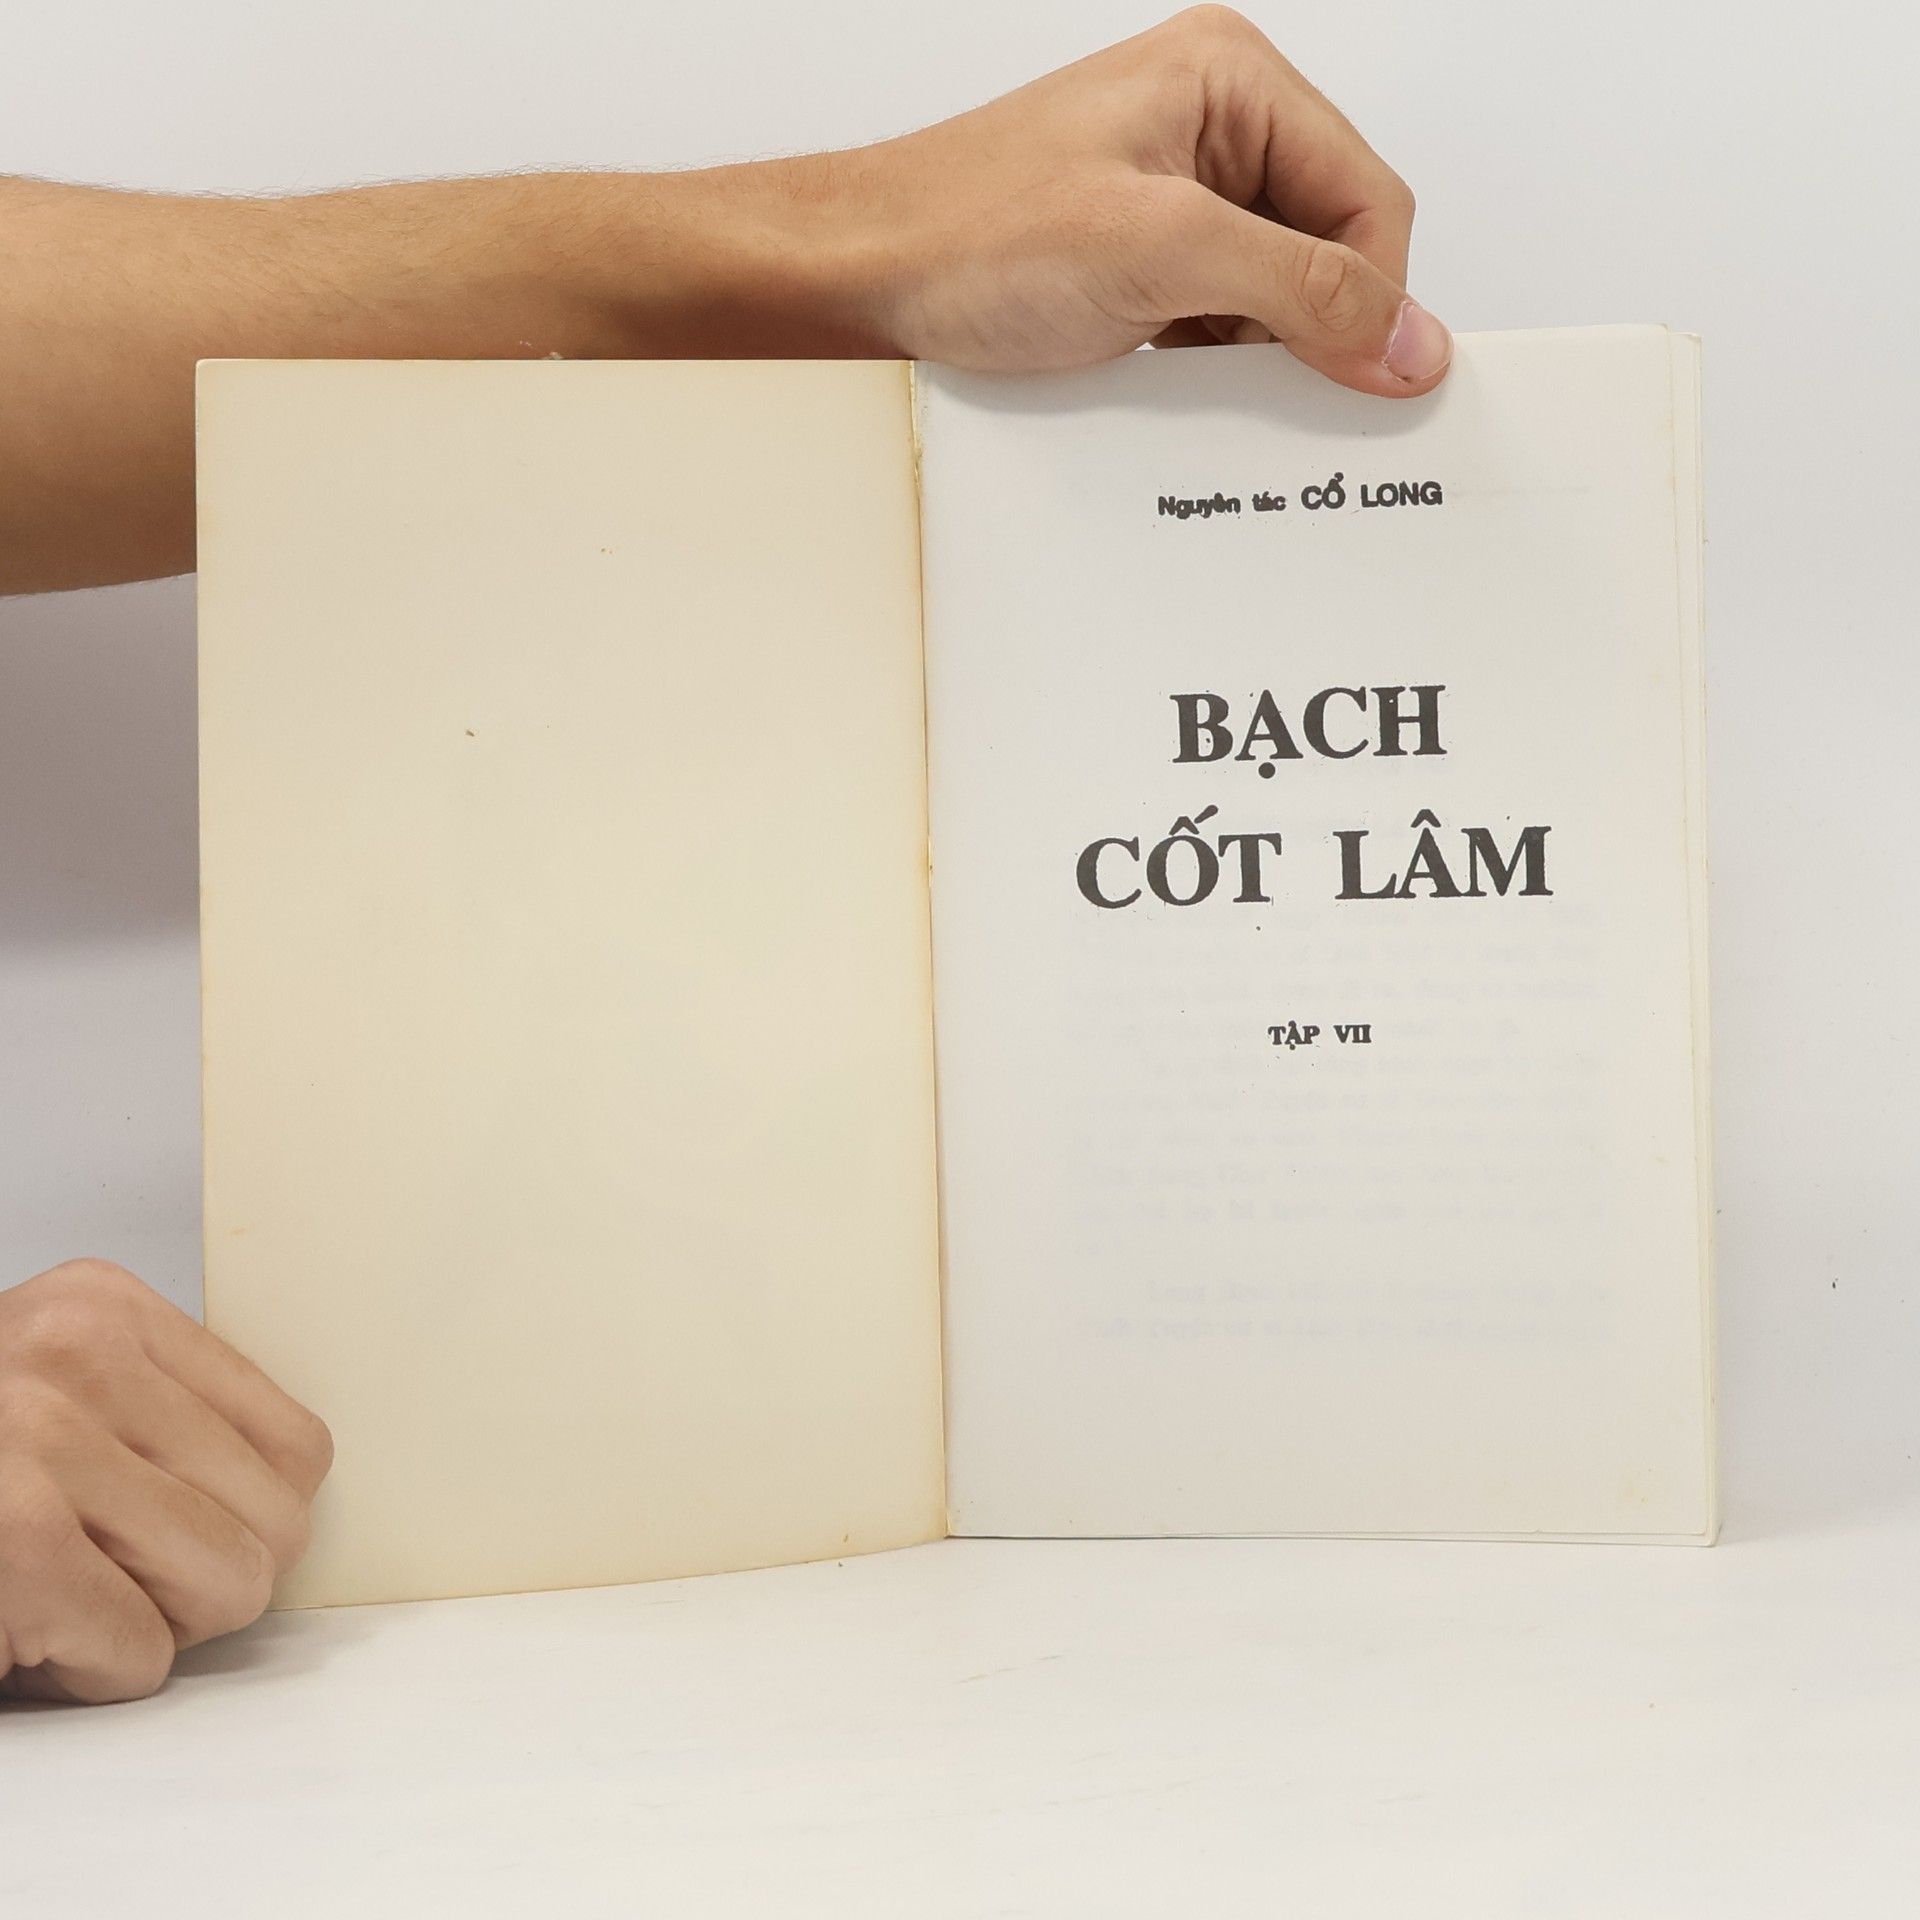 Nguyên tác CỔ LONG
BẠCH
CỐT LÂM
TẬP VII